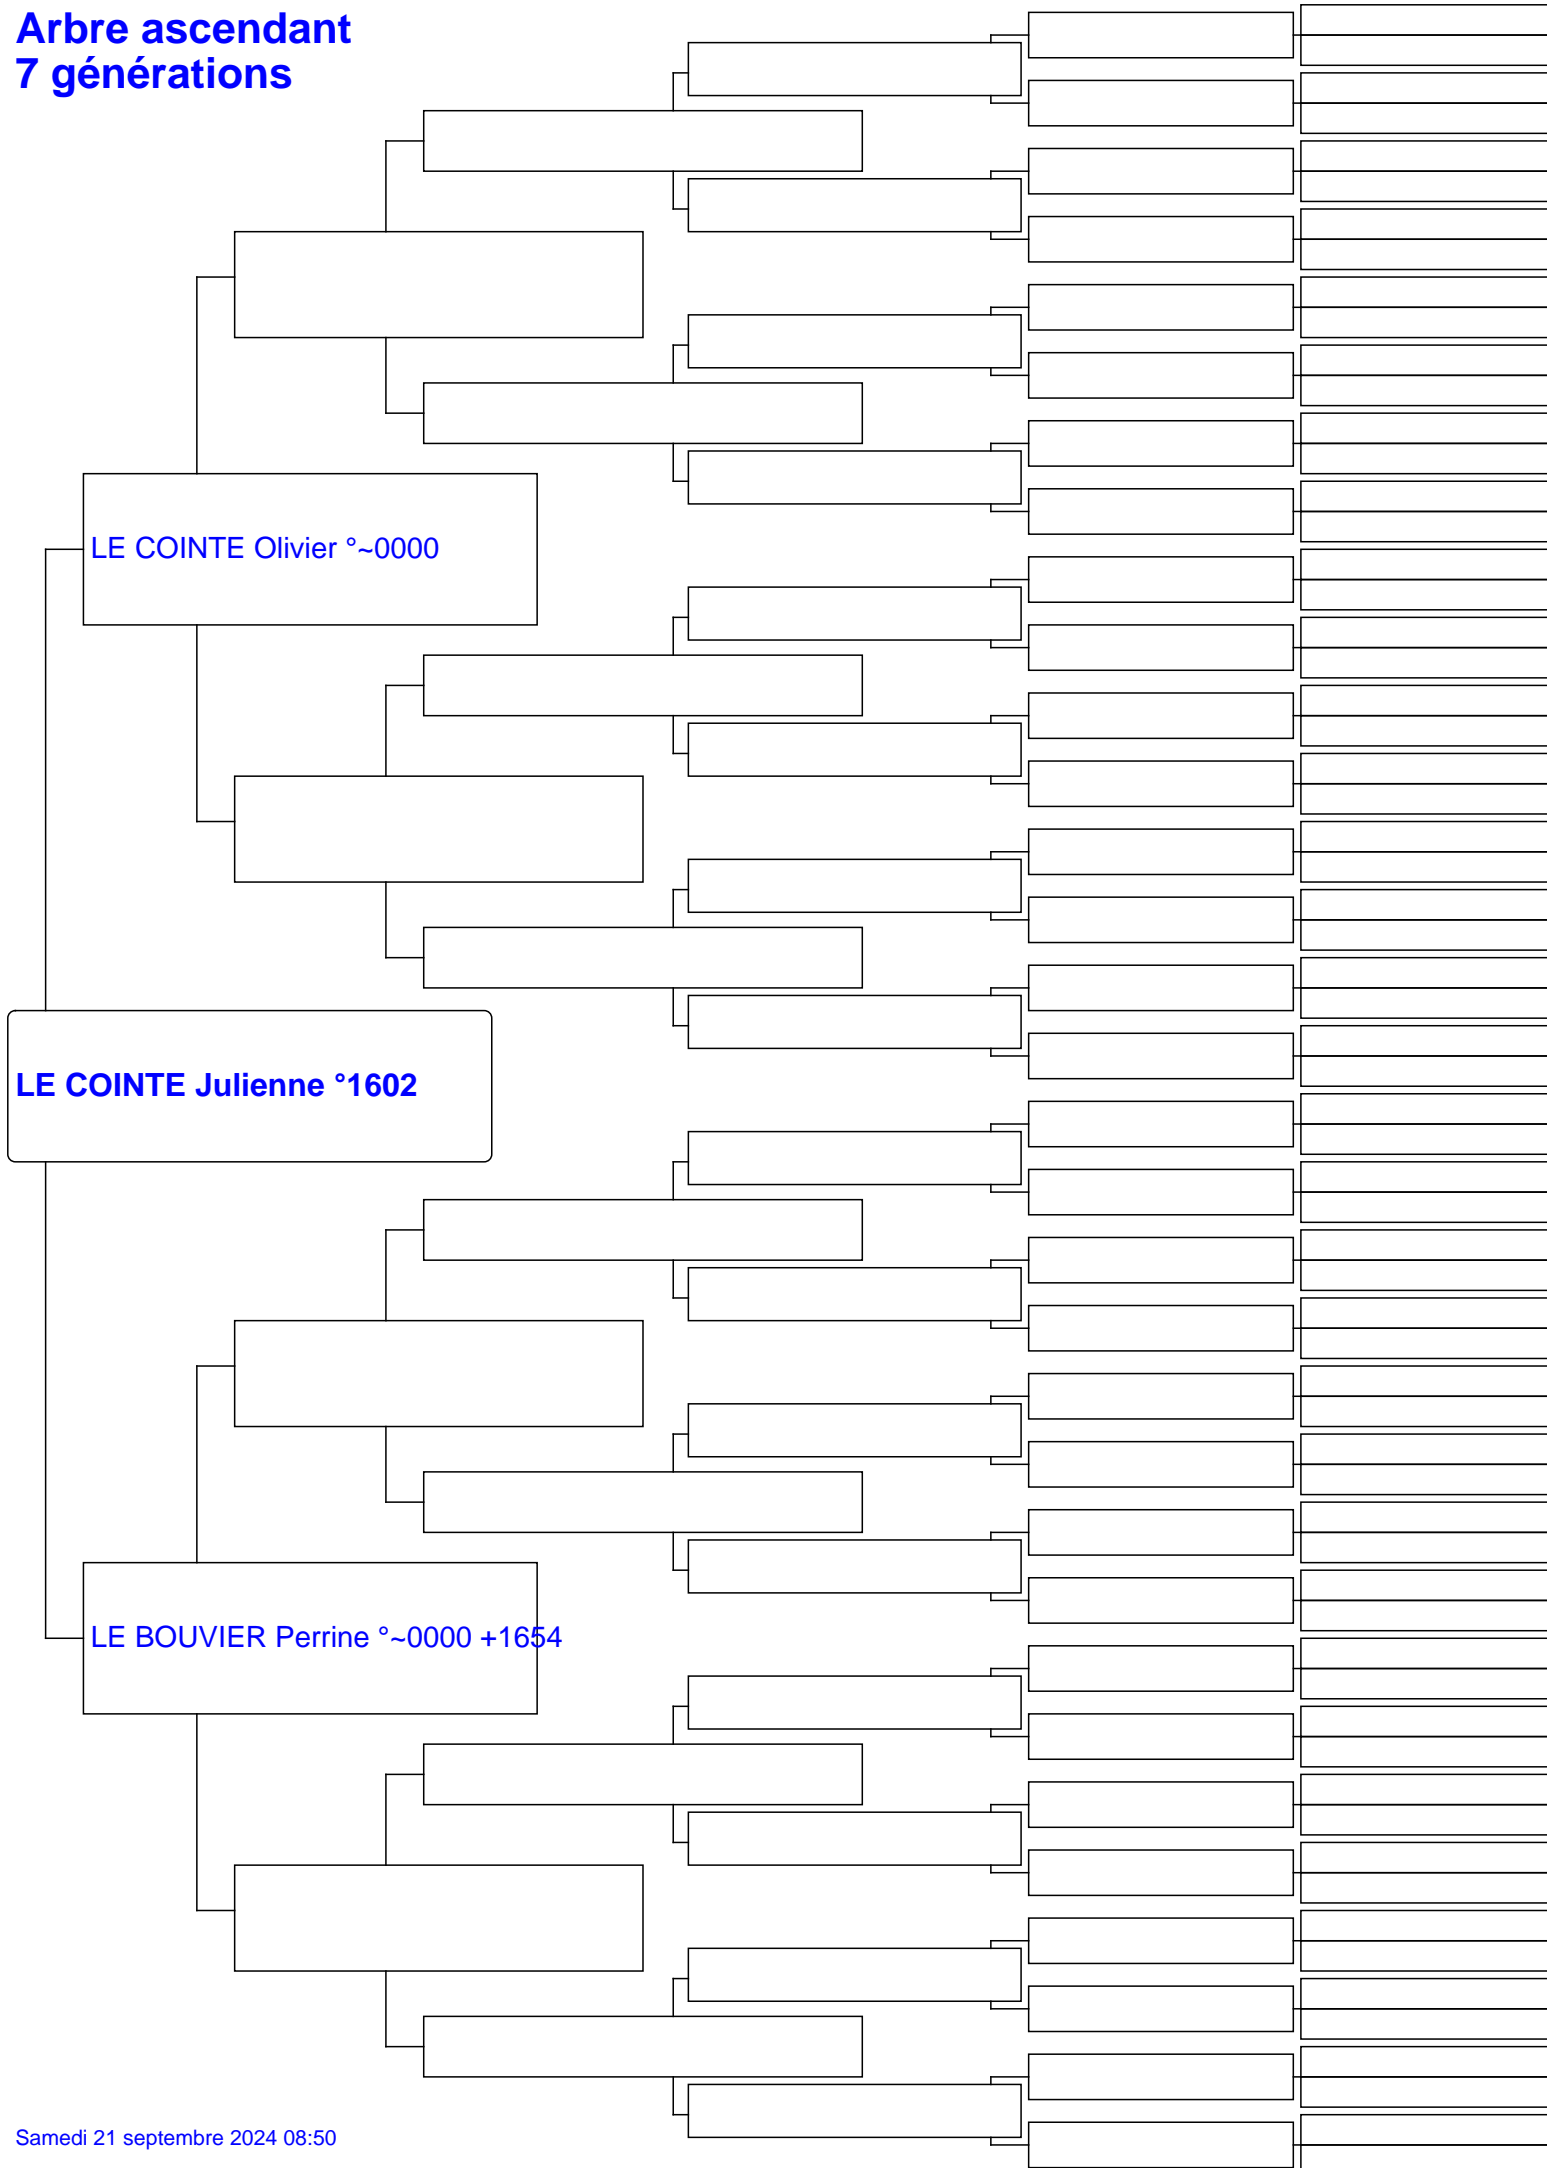 Arbre ascendant
7 générations
LE COINTE Olivier °~0000
LE COINTE Julienne °1602
LE BOUVIER Perrine °~0000 +1654
Samedi 21 septembre 2024 08:50